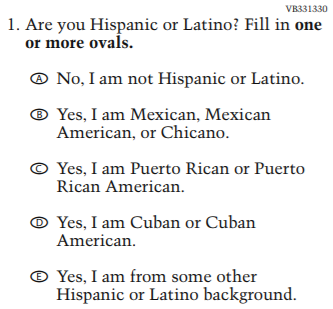 VB331330
1. Are you Hispanic or Latino? Fill in one
or more ovals.
A No, I am not Hispanic or Latino.
B Yes, I am Mexican, Mexican
American, or Chicano.
C Yes, I am Puerto Rican or Puerto
Rican American.
D Yes, I am Cuban or Cuban
American.
E Yes, I am from some other
Hispanic or Latino background.